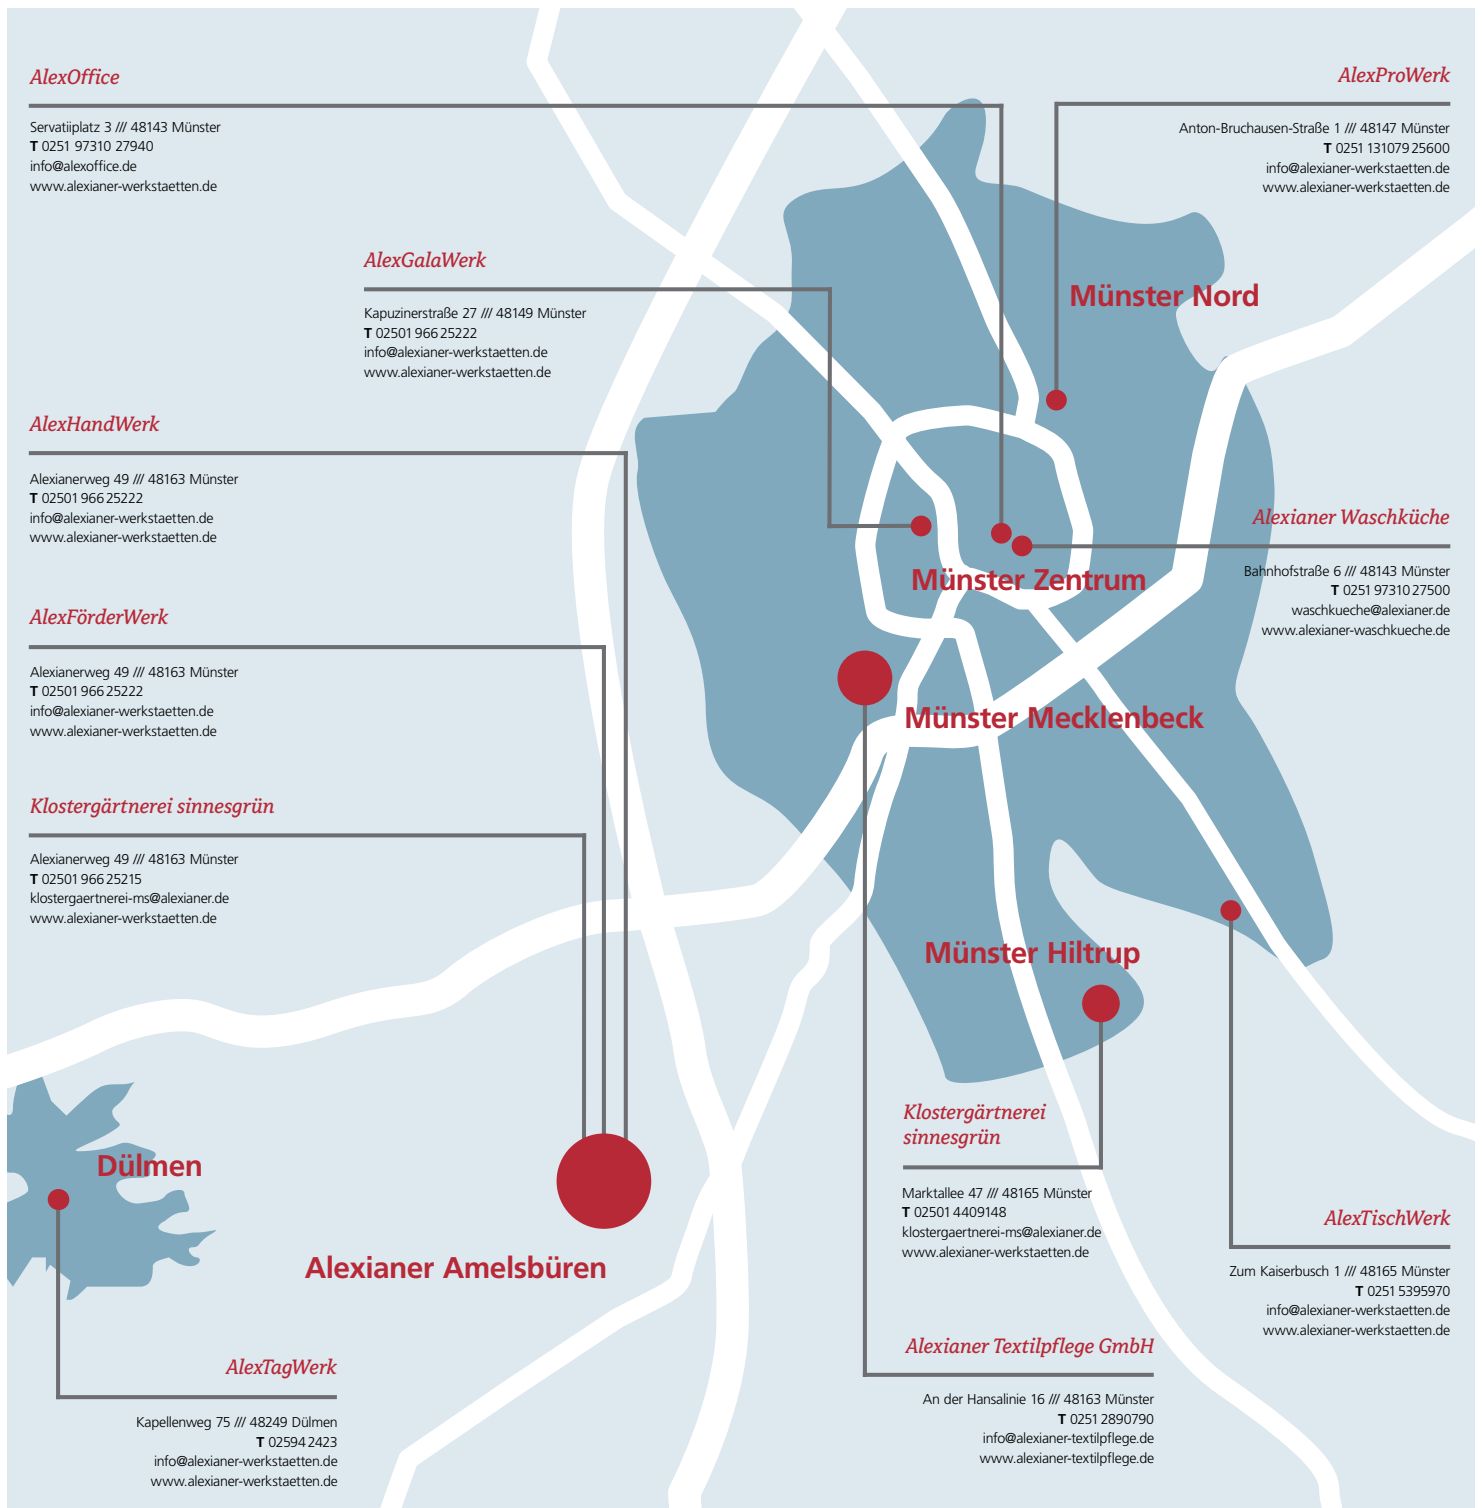 AlexOffice
Servatiiplatz 3 /// 48143 Münster
T 0251 97310 27940
info@alexoffice.de
www.alexianer-werkstaetten.de
AlexProWerk
Anton-Bruchausen-Straße 1 /// 48147 Münster
T 0251 131079 25600
info@alexianer-werkstaetten.de
www.alexianer-werkstaetten.de
AlexGalaWerk
Kapuzinerstraße 27 /// 48149 Münster
T 02501 966 25222
info@alexianer-werkstaetten.de
www.alexianer-werkstaetten.de
Münster Nord
AlexHandWerk
Alexianerweg 49 /// 48163 Münster
T 02501 966 25222
info@alexianer-werkstaetten.de
www.alexianer-werkstaetten.de
Alexianer Waschküche
Bahnhofstraße 6 /// 48143 Münster
T 0251 97310 27500
waschkueche@alexianer.de
www.alexianer-waschkueche.de
Münster Zentrum
AlexFörderWerk
Alexianerweg 49 /// 48163 Münster
T 02501 966 25222
info@alexianer-werkstaetten.de
www.alexianer-werkstaetten.de
Münster Mecklenbeck
Klostergärtnerei sinnesgrün
Alexianerweg 49 /// 48163 Münster
T 02501 966 25215
klostergaertnerei-ms@alexianer.de
www.alexianer-werkstaetten.de
Münster Hiltrup
Klostergärtnerei
sinnesgrün
Marktallee 47 /// 48165 Münster
T 02501 4409148
klostergaertnerei-ms@alexianer.de
www.alexianer-werkstaetten.de
Dülmen
Alexianer Amelsbüren
AlexTischWerk
Zum Kaiserbusch 1 /// 48165 Münster
T 0251 5395970
info@alexianer-werkstaetten.de
www.alexianer-werkstaetten.de
Alexianer Textilpflege GmbH
An der Hansalinie 16 /// 48163 Münster
T 0251 2890790
info@alexianer-textilpflege.de
www.alexianer-textilpflege.de
AlexTagWerk
Kapellenweg 75 /// 48249 Dülmen
T 02594 2423
info@alexianer-werkstaetten.de
www.alexianer-werkstaetten.de